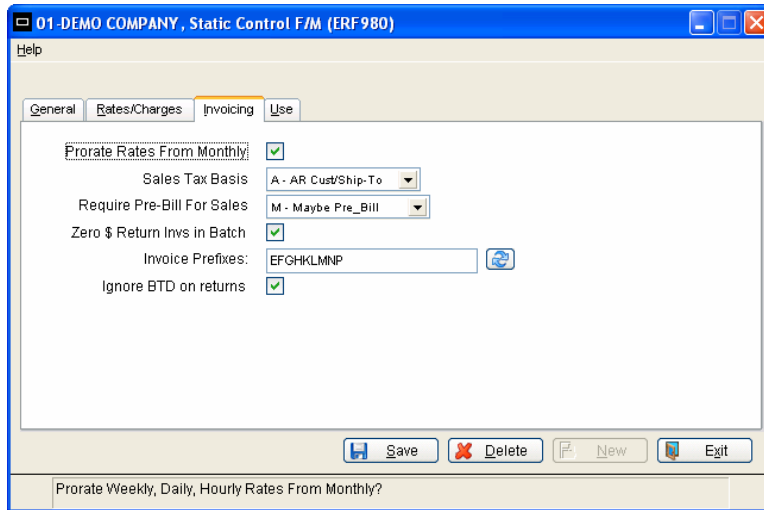 01-DEMO COMPANY, Static Control F/M (ERF980)
Help
General Rates/Charges Invoicing Use
Prorate Rates From Monthly
Sales Tax Basis A - AR Cust/Ship-To
Require Pre-Bill For Sales M - Maybe Pre_Bill
Zero $ Return Invs in Batch
Invoice Prefixes: EFGHKLMNP
Ignore BTD on returns
Save Delete New Exit
Prorate Weekly, Daily, Hourly Rates From Monthly?